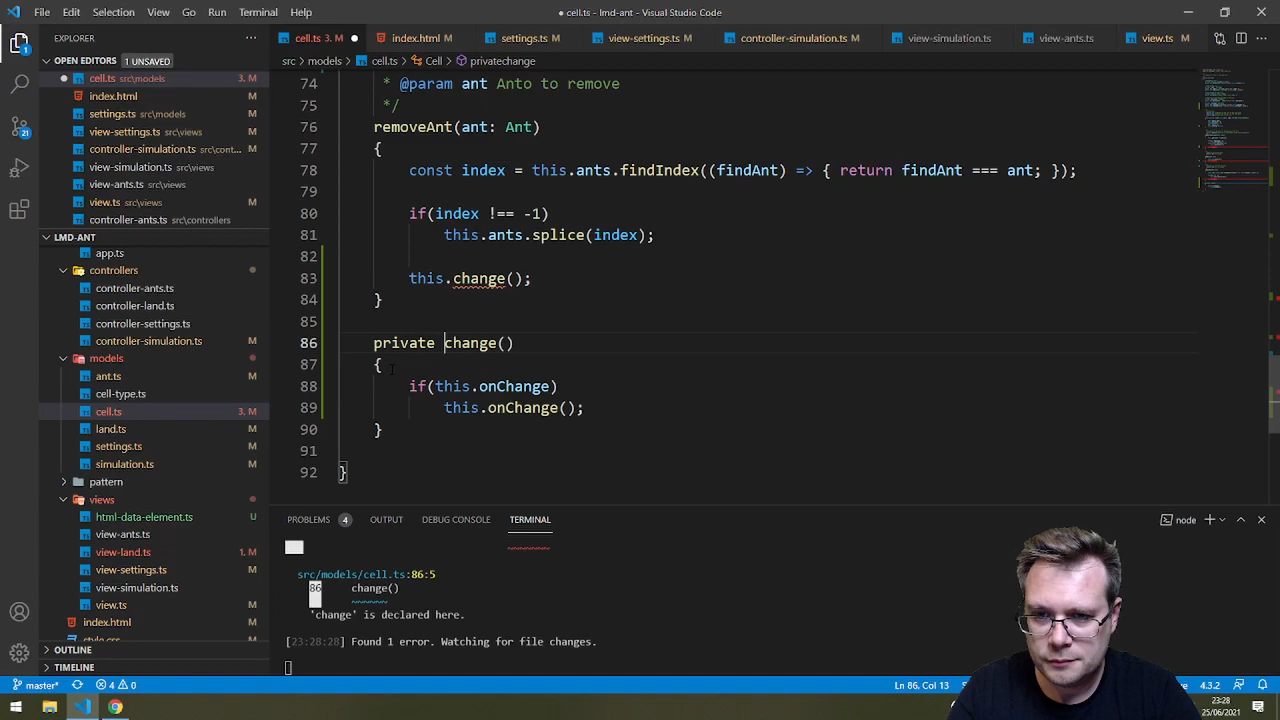 File Edit Selection View Go Run Terminal Help
cell.ts - lmd-ant - Visual Studio Code
EXPLORER
cell.ts 3, M
index.html M
settings.ts M
view-settings.ts M
controller-simulation.ts M
view-simulation.ts
view-ants.ts
view.ts M
OPEN EDITORS 1 UNSAVED
src > models > cell.ts > Cell >
cell.ts src\models 3, M
index.html M
settings.ts src\models M
view-settings.ts src\views M
controller-simulation.ts src\cont... M
view-simulation.ts src\views
view-ants.ts src\views
view.ts src\views M
controller-ants.ts src\controllers
LMD-ANT
app.ts
controllers
controller-ants.ts
controller-land.ts
controller-settings.ts
controller-simulation.ts M
models
ant.ts M
cell-type.ts
cell.ts 3, M
land.ts M
settings.ts M
simulation.ts M
pattern
views
html-data-element.ts U
view-ants.ts
view-land.ts 1, M
view-settings.ts M
view-simulation.ts
view.ts M
index.html M
style.css M
OUTLINE
TIMELINE
74 * @param ant Anto to remove
75 */
76 removeAnt(ant: Ant)
77 {
78 const index = this.ants.findIndex((findAnt) => { return findAnt === ant; });
79
80 if(index !== -1)
81 this.ants.splice(index);
82
83 this.change();
84 }
85
86 private change()
87 {
88 if(this.onChange)
89 this.onChange();
90 }
91
92 }
PROBLEMS 4 OUTPUT DEBUG CONSOLE TERMINAL
node
~~~~~~
src/models/cell.ts:86:5
86 change()
~~~~~~
'change' is declared here.
[23:28:28] Found 1 error. Watching for file changes.
master* 4 0
Ln 86, Col 13
4.3.2
23:28
25/06/2021